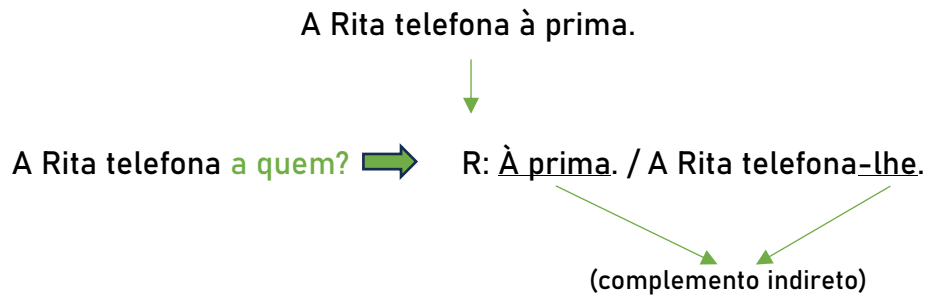 A Rita telefona à prima.
A Rita telefona a quem? R: À prima. / A Rita telefona-lhe.
(complemento indireto)